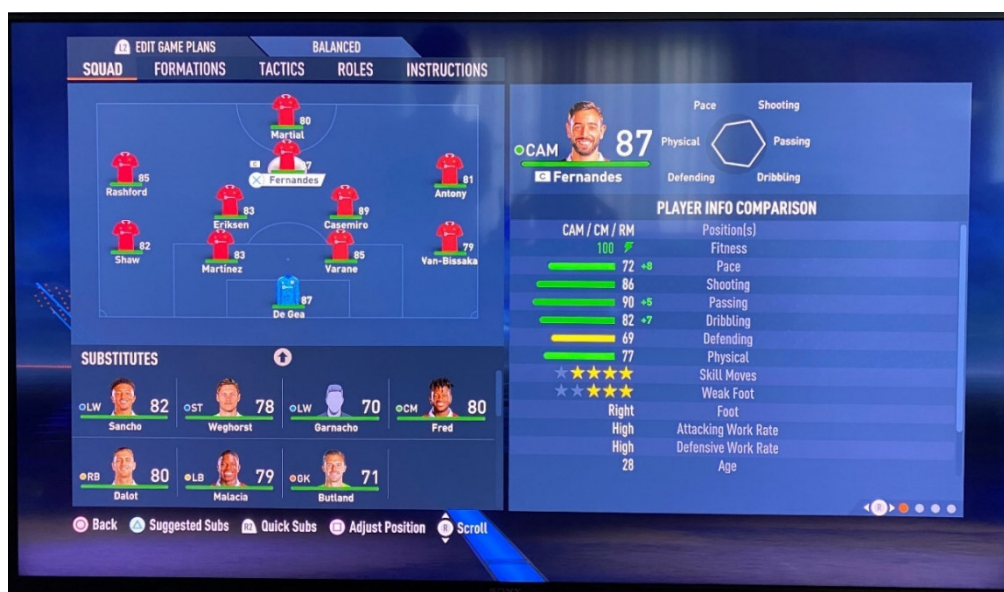 L2 EDIT GAME PLANS BALANCED
SQUAD FORMATIONS TACTICS ROLES INSTRUCTIONS
80
Martial
C 87
Fernandes
85
Rashford
81
Antony
83
Eriksen
89
Casemiro
82
Shaw
83
Martínez
85
Varane
79
Van-Bissaka
87
De Gea
SUBSTITUTES
LW 82
Sancho
ST 78
Weghorst
LW 70
Garnacho
CM 80
Fred
RB 80
Dalot
LB 79
Malacia
GK 71
Butland
Back Suggested Subs R2 Quick Subs Adjust Position R Scroll
CAM 87
C Fernandes
Pace Shooting
Physical Passing
Defending Dribbling
PLAYER INFO COMPARISON
CAM / CM / RM Position(s)
100 Fitness
72 +8 Pace
86 Shooting
90 +5 Passing
82 +7 Dribbling
69 Defending
77 Physical
Skill Moves
Weak Foot
Right Foot
High Attacking Work Rate
High Defensive Work Rate
28 Age
R